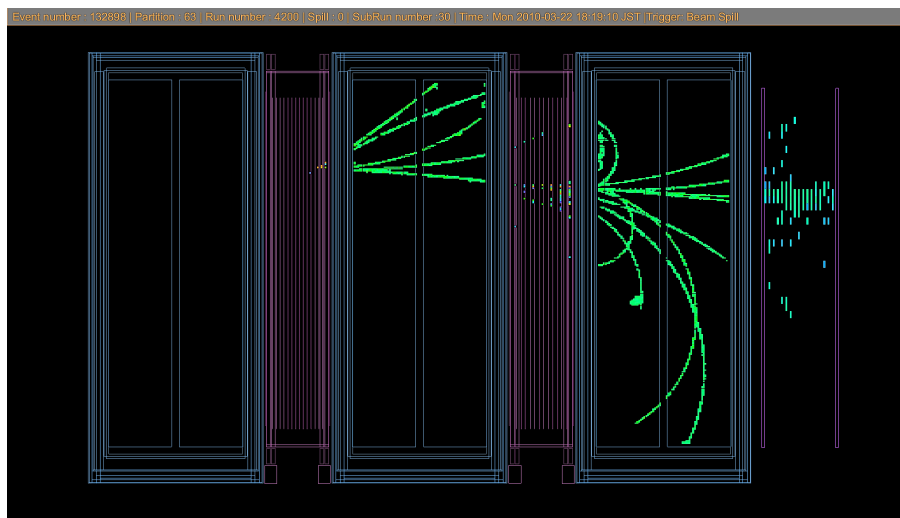 Event number : 132898 | Partition : 63 | Run number : 4200 | Spill : 0 | SubRun number :30 | Time : Mon 2010-03-22 18:19:10 JST |Trigger: Beam Spill